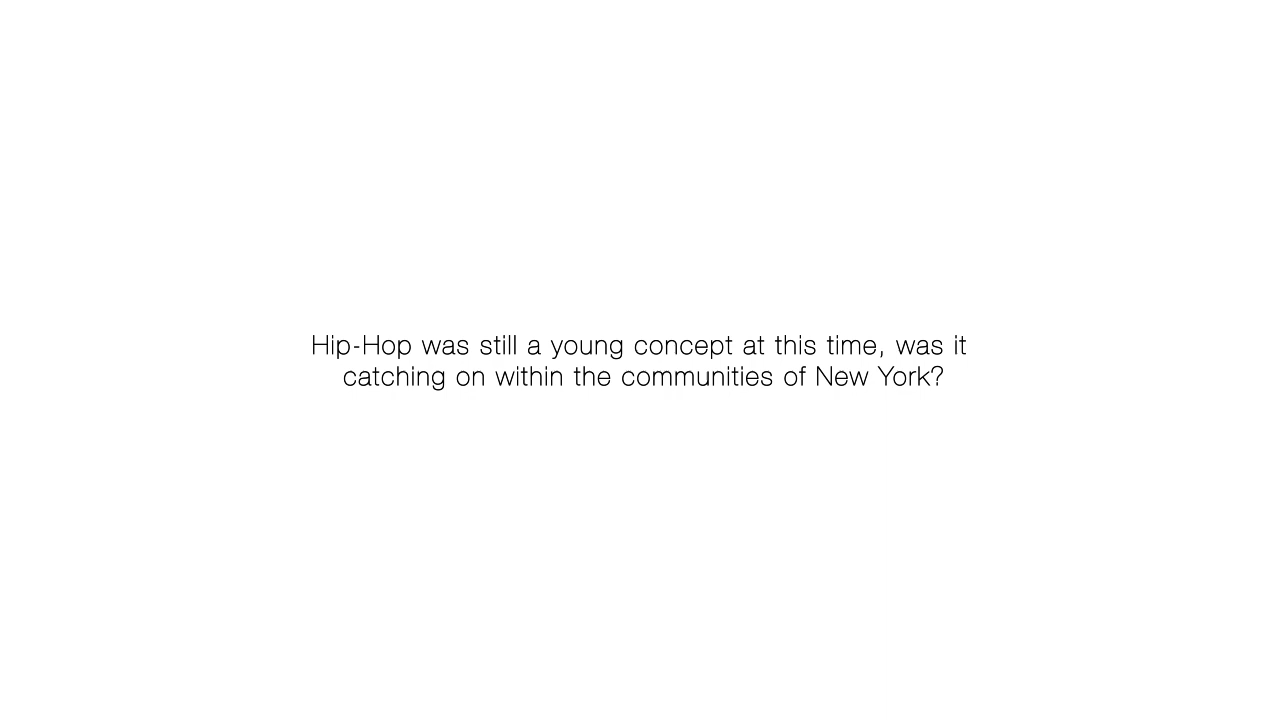 Hip-Hop was still a young concept at this time, was it
catching on within the communities of New York?